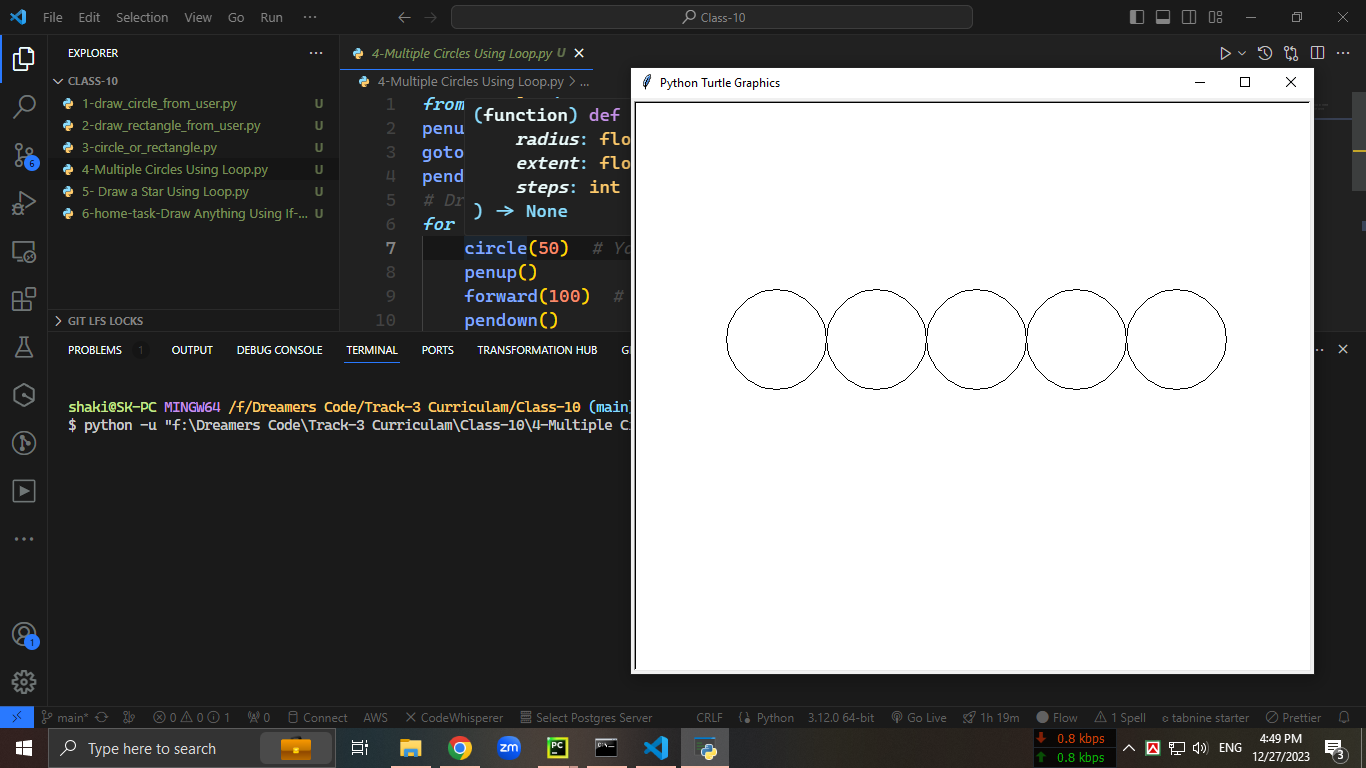 File Edit Selection View Go Run ···
Class-10
EXPLORER
CLASS-10
1-draw_circle_from_user.py U
2-draw_rectangle_from_user.py U
3-circle_or_rectangle.py U
4-Multiple Circles Using Loop.py U
5- Draw a Star Using Loop.py U
6-home-task-Draw Anything Using If-... U
GIT LFS LOCKS
4-Multiple Circles Using Loop.py U
4-Multiple Circles Using Loop.py > ...
1 from
2 penu
3 goto
4 pend
5 # Dr
6 for
7 circle(50) # Yo
8 penup()
9 forward(100) #
10 pendown()
(function) def
radius: flo
extent: flo
steps: int
) -> None
Python Turtle Graphics
PROBLEMS 1 OUTPUT DEBUG CONSOLE TERMINAL PORTS TRANSFORMATION HUB
shaki@SK-PC MINGW64 /f/Dreamers Code/Track-3 Curriculam/Class-10 (main)
$ python -u "f:\Dreamers Code\Track-3 Curriculam\Class-10\4-Multiple Ci
6
1
main* 0 0 1 0 Connect AWS CodeWhisperer Select Postgres Server CRLF Python 3.12.0 64-bit Go Live 1h 19m Flow 1 Spell tabnine starter Prettier
Type here to search
zm
PC
0.8 kbps
0.8 kbps
ENG
4:49 PM
12/27/2023
3